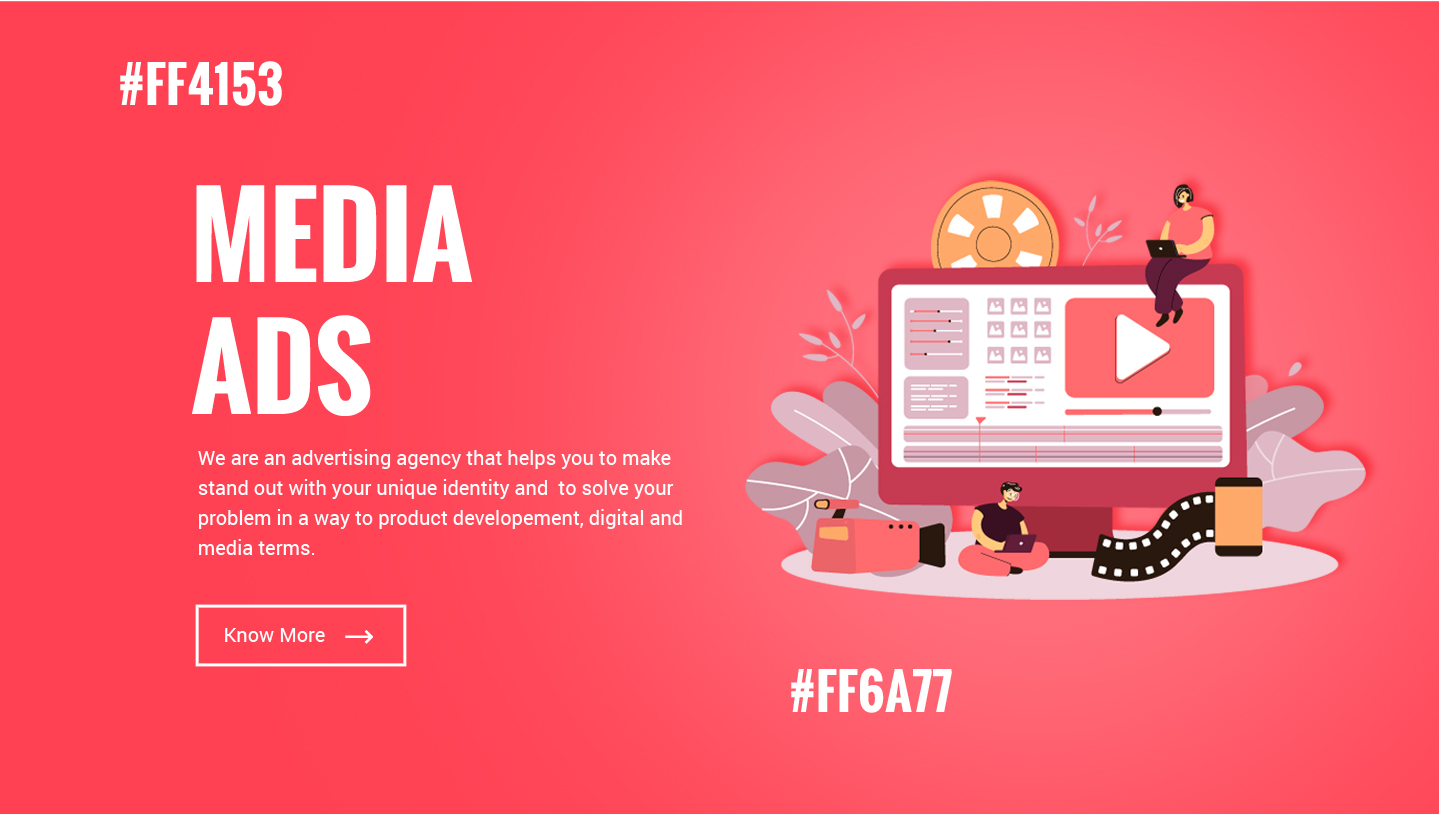 #FF4153
MEDIA
ADS
We are an advertising agency that helps you to make
stand out with your unique identity and  to solve your
problem in a way to product developement, digital and
media terms.
Know More
#FF6A77